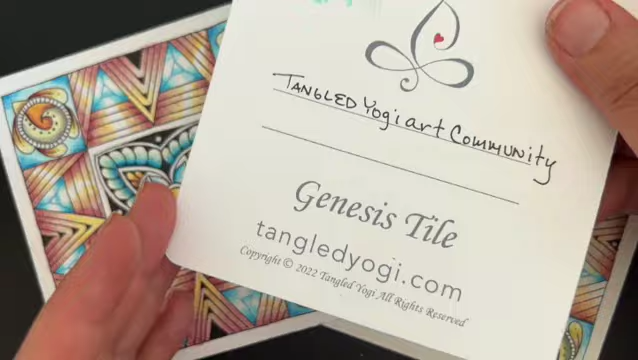 Tangled Yogi art Community
Genesis Tile
tangledyogi.com
Copyright © 2022 Tangled Yogi All Rights Reserved